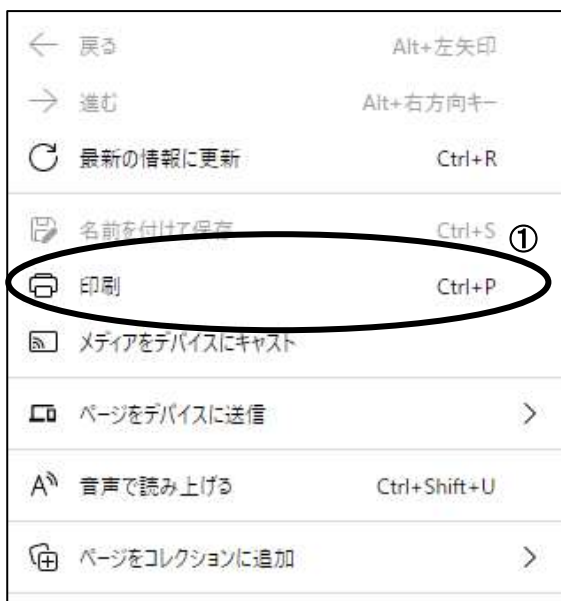 戻る Alt+左矢印
進む Alt+右方向キー
最新の情報に更新 Ctrl+R
名前を付けて保存 Ctrl+S ①
印刷 Ctrl+P
メディアをデバイスにキャスト
ページをデバイスに送信
音声で読み上げる Ctrl+Shift+U
ページをコレクションに追加